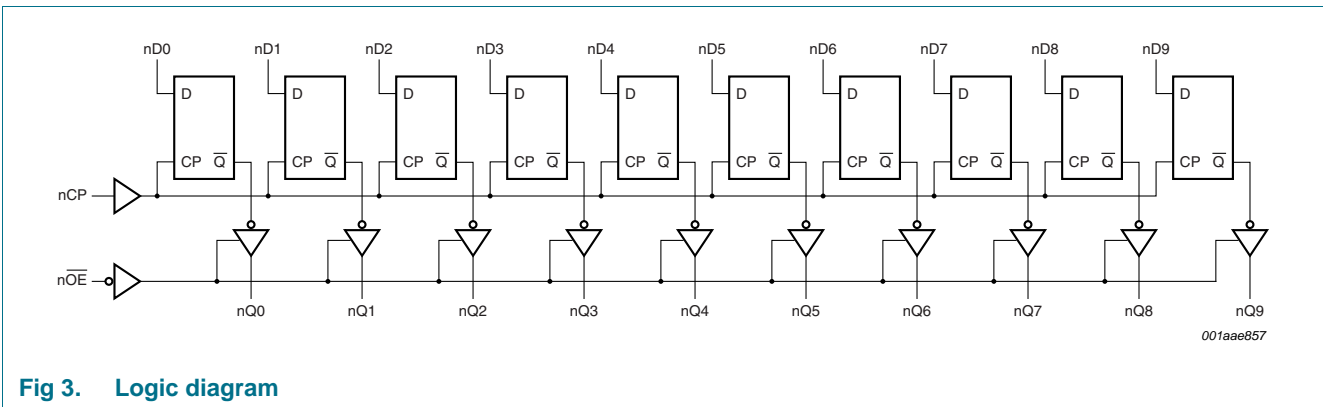 nD0 nD1 nD2 nD3 nD4 nD5 nD6 nD7 nD8 nD9
D D D D D D D D D D
CP Q̅ CP Q̅ CP Q̅ CP Q̅ CP Q̅ CP Q̅ CP Q̅ CP Q̅ CP Q̅ CP Q̅
nCP
nO̅E̅
nQ0 nQ1 nQ2 nQ3 nQ4 nQ5 nQ6 nQ7 nQ8 nQ9
001aae857
Fig 3. Logic diagram